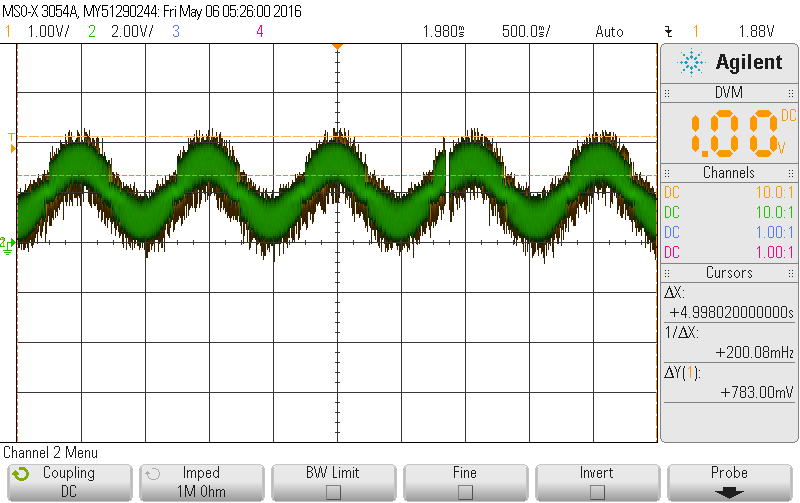 MSO-X 3054A, MY51290244: Fri May 06 05:26:00 2016
1 1.00V/ 2 2.00V/ 3 4 1.980s 500.0s/ Auto 1 1.88V
Agilent
DVM
1.00 V DC
Channels
DC 10.0:1
DC 10.0:1
DC 1.00:1
DC 1.00:1
Cursors
ΔX:
+4.998020000000s
1/ΔX:
+200.08mHz
ΔY(1):
+783.00mV
T
2
Channel 2 Menu
Coupling
DC
Imped
1M Ohm
BW Limit
Fine
Invert
Probe